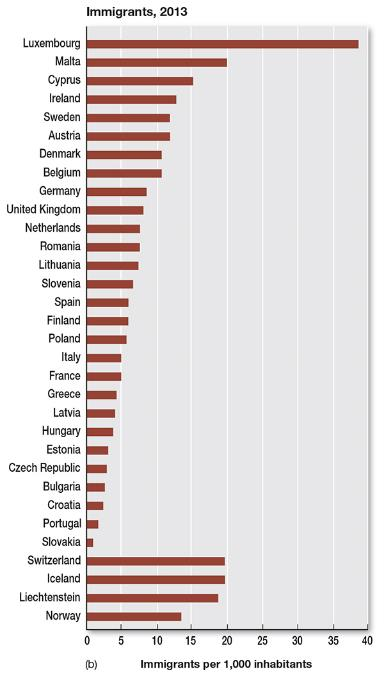 Immigrants, 2013
Luxembourg
Malta
Cyprus
Ireland
Sweden
Austria
Denmark
Belgium
Germany
United Kingdom
Netherlands
Romania
Lithuania
Slovenia
Spain
Finland
Poland
Italy
France
Greece
Latvia
Hungary
Estonia
Czech Republic
Bulgaria
Croatia
Portugal
Slovakia
Switzerland
Iceland
Liechtenstein
Norway
0 5 10 15 20 25 30 35 40
(b) Immigrants per 1,000 inhabitants